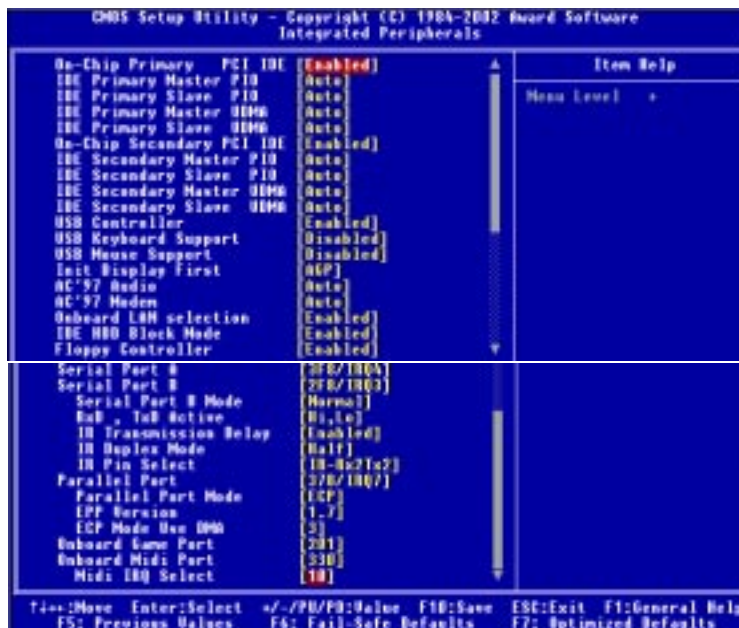 CMOS Setup Utility - Copyright (C) 1984-2002 Award Software
Integrated Peripherals
On-Chip Primary PCI IDE [Enabled]
IDE Primary Master PIO [Auto]
IDE Primary Slave PIO [Auto]
IDE Primary Master UDMA [Auto]
IDE Primary Slave UDMA [Auto]
On-Chip Secondary PCI IDE [Enabled]
IDE Secondary Master PIO [Auto]
IDE Secondary Slave PIO [Auto]
IDE Secondary Master UDMA [Auto]
IDE Secondary Slave UDMA [Auto]
USB Controller [Enabled]
USB Keyboard Support [Disabled]
USB Mouse Support [Disabled]
Init Display First [AGP]
AC'97 Audio [Auto]
AC'97 Modem [Auto]
Onboard LAN selection [Enabled]
IDE HDD Block Mode [Enabled]
Floppy Controller [Enabled]
Serial Port A [3F8/IRQ4]
Serial Port B [2F8/IRQ3]
Serial Port B Mode [Normal]
RxD , TxD Active [Hi,Lo]
IR Transmission Delay [Enabled]
IR Duplex Mode [Half]
IR Pin Select [IR-Rx2Tx2]
Parallel Port [378/IRQ7]
Parallel Port Mode [ECP]
EPP Version [1.7]
ECP Mode Use DMA [3]
Onboard Game Port [201]
Onboard Midi Port [330]
Midi IRQ Select [10]
Item Help
Menu Level
↑↓→←:Move Enter:Select +/-/PU/PD:Value F10:Save ESC:Exit F1:General Help
F5: Previous Values F6: Fail-Safe Defaults F7: Optimized Defaults